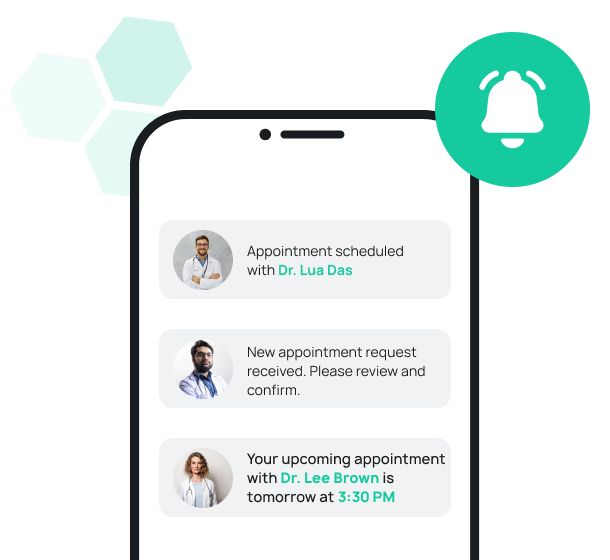 Appointment scheduled
with Dr. Lua Das
New appointment request
received. Please review and
confirm.
Your upcoming appointment
with Dr. Lee Brown is
tomorrow at 3:30 PM